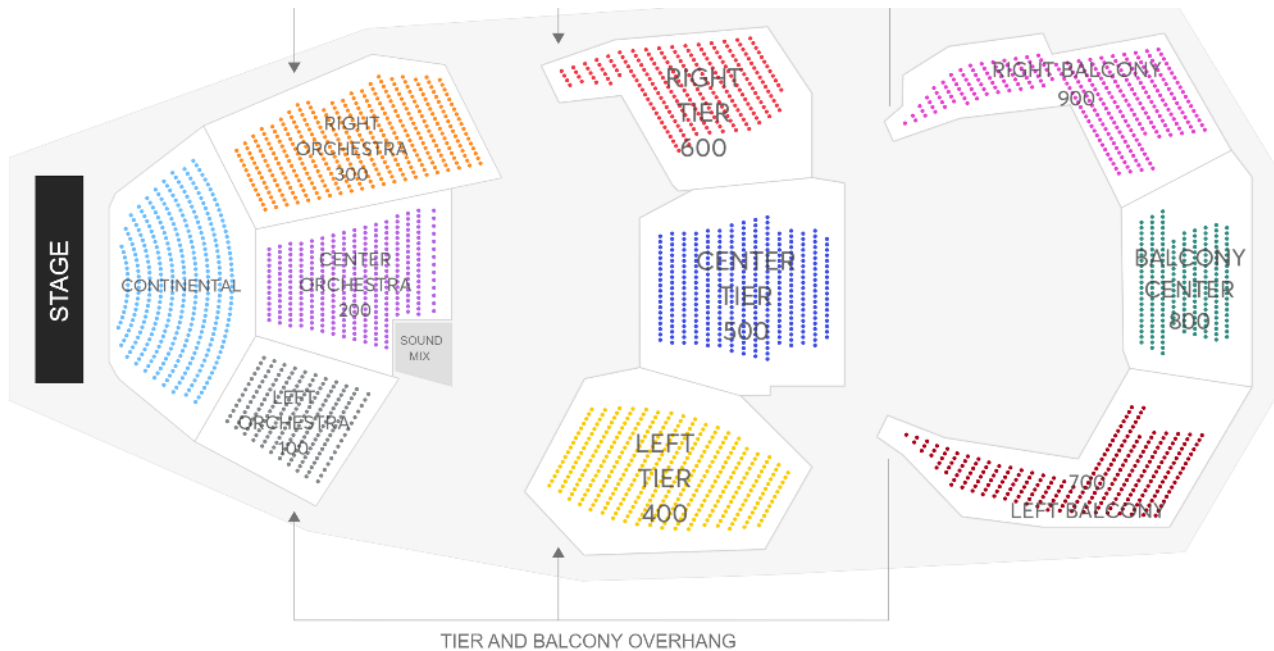 STAGE
CONTINENTAL
RIGHT
ORCHESTRA
300
CENTER
ORCHESTRA
200
SOUND
MIX
LEFT
ORCHESTRA
100
RIGHT
TIER
600
CENTER
TIER
500
LEFT
TIER
400
RIGHT BALCONY
900
BALCONY
CENTER
800
700
LEFT BALCONY
TIER AND BALCONY OVERHANG